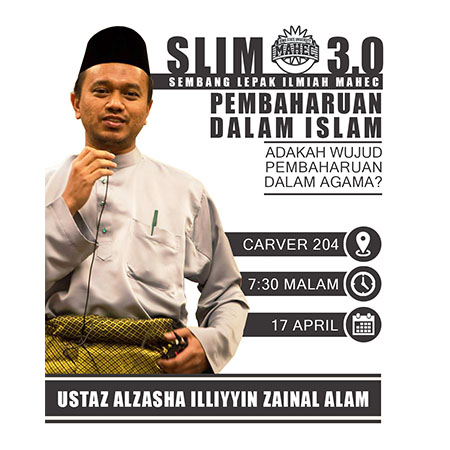 SLIM MAHEC 3.0
SEMBANG LEPAK ILMIAH MAHEC
PEMBAHARUAN
DALAM ISLAM
ADAKAH WUJUD
PEMBAHARUAN
DALAM AGAMA?
CARVER 204
7:30 MALAM
17 APRIL
USTAZ ALZASHA ILLIYYIN ZAINAL ALAM